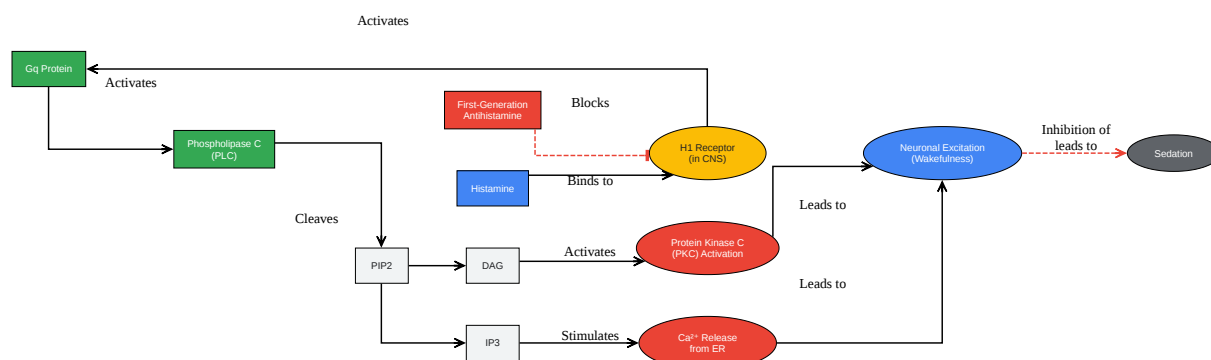 Activates
Gq Protein
Activates
First-Generation
Antihistamine
Blocks
Phospholipase C
(PLC)
H1 Receptor
(in CNS)
Neuronal Excitation
(Wakefulness)
Inhibition of
leads to
Sedation
Histamine
Binds to
Leads to
Cleaves
PIP2
DAG
Activates
Protein Kinase C
(PKC) Activation
Leads to
IP3
Stimulates
Ca²⁺ Release
from ER